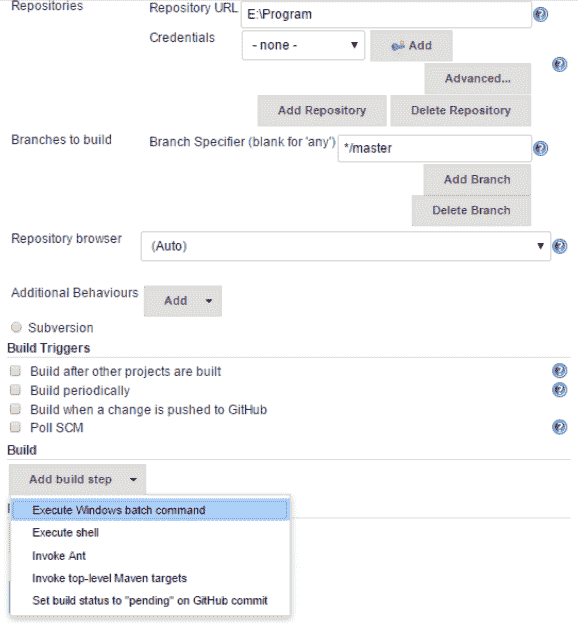 Repositories
Repository URL
E:\Program
Credentials
- none -
Add
Advanced...
Add Repository
Delete Repository
Branches to build
Branch Specifier (blank for 'any')
*/master
Add Branch
Delete Branch
Repository browser
(Auto)
Additional Behaviours
Add
Subversion
Build Triggers
Build after other projects are built
Build periodically
Build when a change is pushed to GitHub
Poll SCM
Build
Add build step
Execute Windows batch command
Execute shell
Invoke Ant
Invoke top-level Maven targets
Set build status to "pending" on GitHub commit